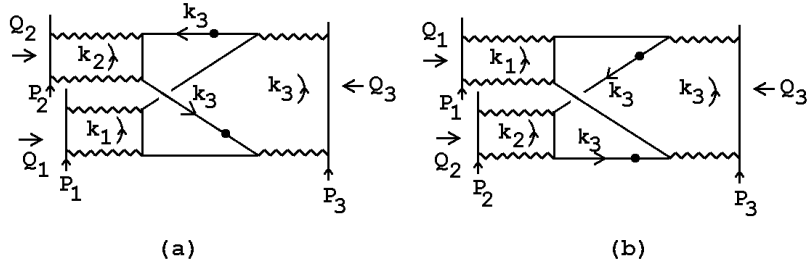 k₃
Q₂
k₂
P₂
k₃
k₃
Q₃
k₁
Q₁
P₁
P₃
(a)
Q₁
k₁
P₁
k₃
k₃
Q₃
k₂
k₃
Q₂
P₂
P₃
(b)